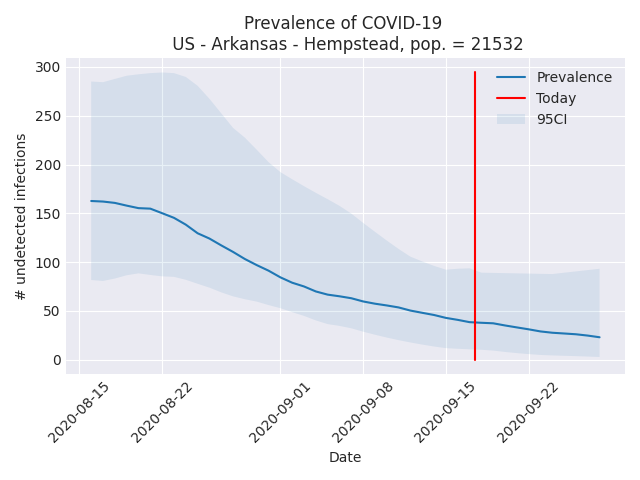 Prevalence of COVID-19
US - Arkansas - Hempstead, pop. = 21532
300
250
200
150
100
50
0
# undetected infections
Prevalence
Today
95CI
2020-08-15
2020-08-22
2020-09-01
2020-09-08
2020-09-15
2020-09-22
Date